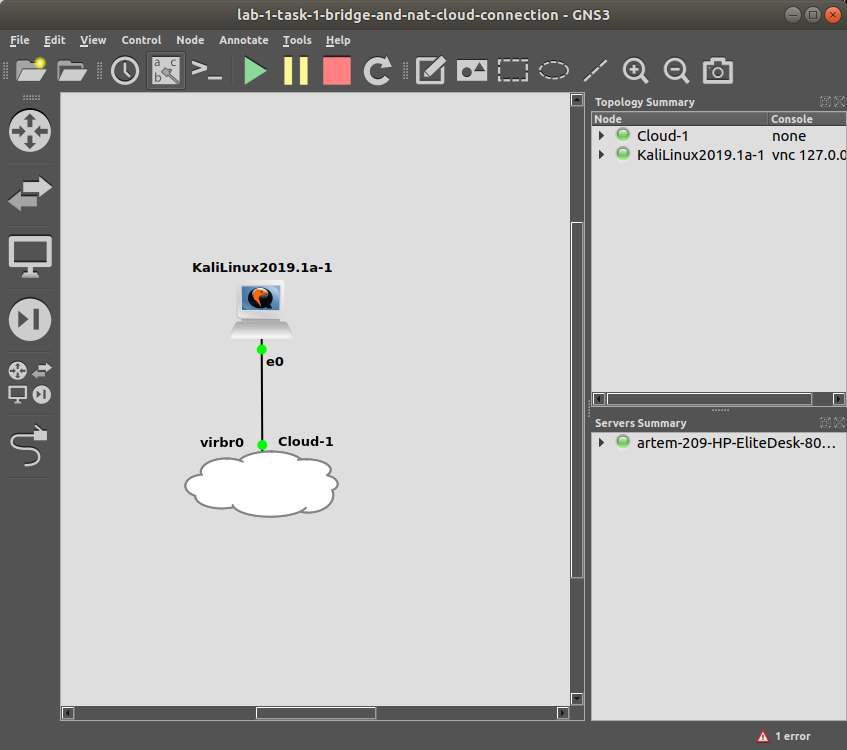 lab-1-task-1-bridge-and-nat-cloud-connection - GNS3
File Edit View Control Node Annotate Tools Help
Topology Summary
Node Console
Cloud-1 none
KaliLinux2019.1a-1 vnc 127.0.0
KaliLinux2019.1a-1
e0
virbr0 Cloud-1
Servers Summary
artem-209-HP-EliteDesk-80...
1 error